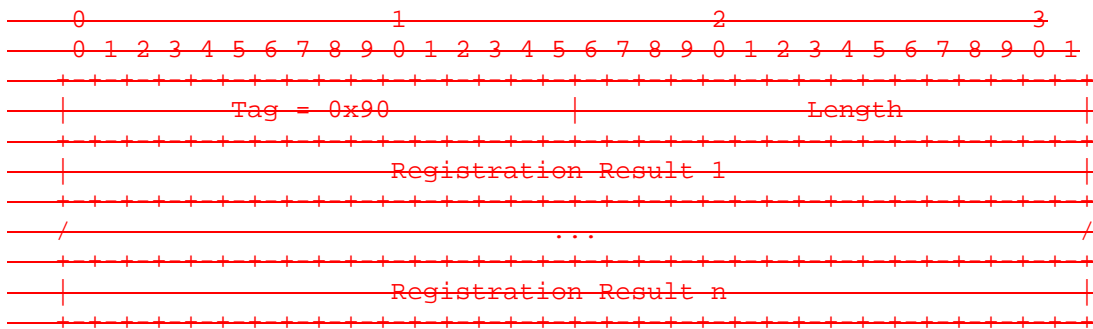 0                   1                   2                   3
0 1 2 3 4 5 6 7 8 9 0 1 2 3 4 5 6 7 8 9 0 1 2 3 4 5 6 7 8 9 0 1
+-+-+-+-+-+-+-+-+-+-+-+-+-+-+-+-+-+-+-+-+-+-+-+-+-+-+-+-+-+-+-+-+
|          Tag = 0x90           |              Length           |
+-+-+-+-+-+-+-+-+-+-+-+-+-+-+-+-+-+-+-+-+-+-+-+-+-+-+-+-+-+-+-+-+
|                    Registration Result 1                      |
+-+-+-+-+-+-+-+-+-+-+-+-+-+-+-+-+-+-+-+-+-+-+-+-+-+-+-+-+-+-+-+-+
/                              ...                              /
+-+-+-+-+-+-+-+-+-+-+-+-+-+-+-+-+-+-+-+-+-+-+-+-+-+-+-+-+-+-+-+-+
|                    Registration Result n                      |
+-+-+-+-+-+-+-+-+-+-+-+-+-+-+-+-+-+-+-+-+-+-+-+-+-+-+-+-+-+-+-+-+